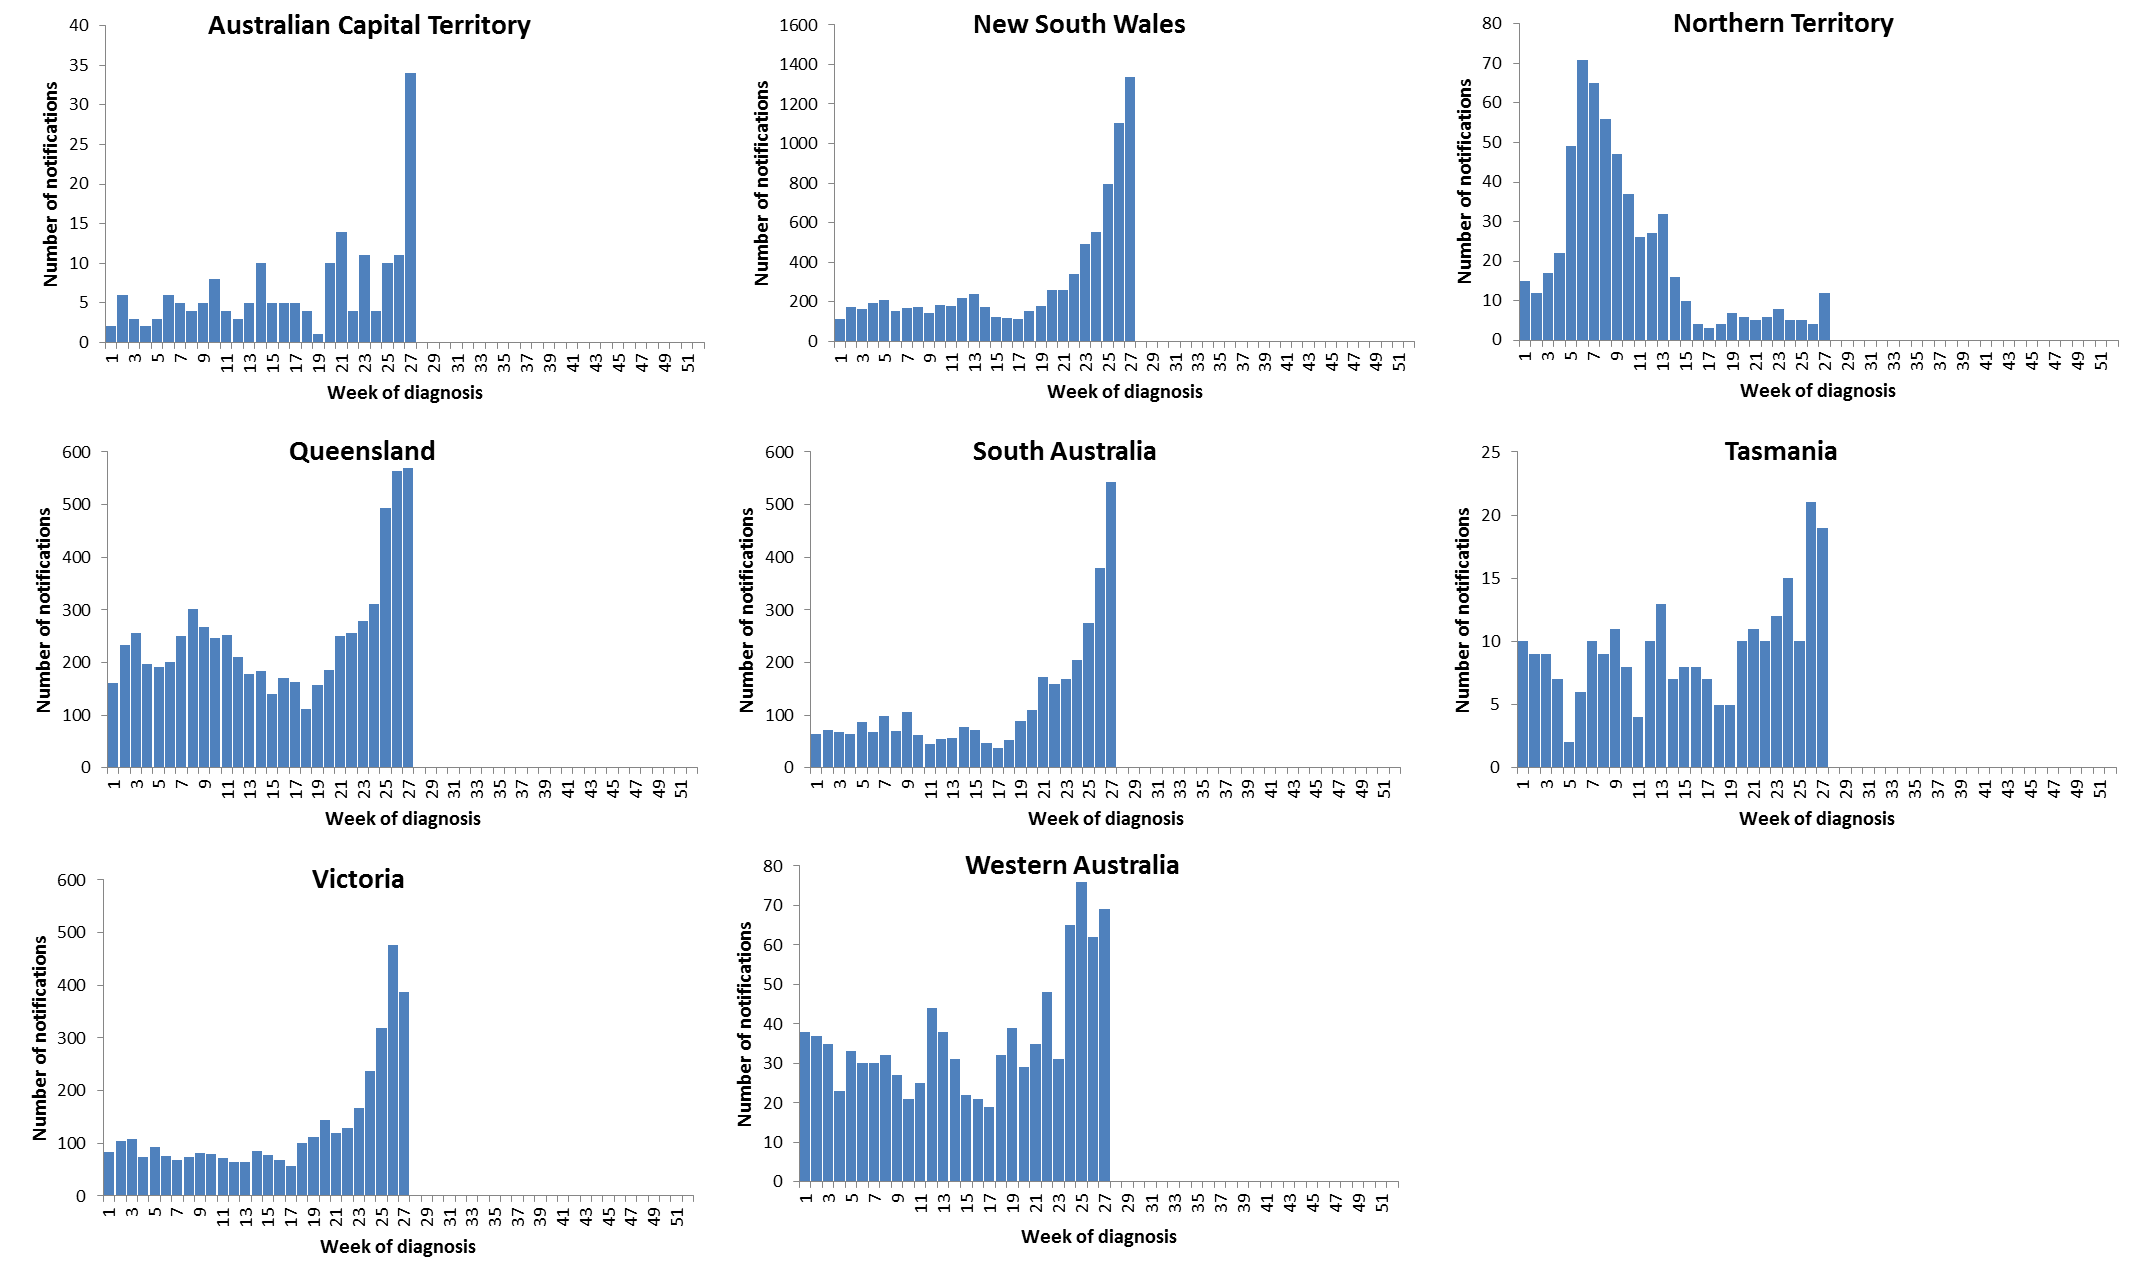 Australian Capital Territory
Number of notifications
40
35
30
25
20
15
10
5
0
1 3 5 7 9 11 13 15 17 19 21 23 25 27 29 31 33 35 37 39 41 43 45 47 49 51
Week of diagnosis
New South Wales
Number of notifications
1600
1400
1200
1000
800
600
400
200
0
1 3 5 7 9 11 13 15 17 19 21 23 25 27 29 31 33 35 37 39 41 43 45 47 49 51
Week of diagnosis
Northern Territory
Number of notifications
80
70
60
50
40
30
20
10
0
1 3 5 7 9 11 13 15 17 19 21 23 25 27 29 31 33 35 37 39 41 43 45 47 49 51
Week of diagnosis
Queensland
Number of notifications
600
500
400
300
200
100
0
1 3 5 7 9 11 13 15 17 19 21 23 25 27 29 31 33 35 37 39 41 43 45 47 49 51
Week of diagnosis
South Australia
Number of notifications
600
500
400
300
200
100
0
1 3 5 7 9 11 13 15 17 19 21 23 25 27 29 31 33 35 37 39 41 43 45 47 49 51
Week of diagnosis
Tasmania
Number of notifications
25
20
15
10
5
0
1 3 5 7 9 11 13 15 17 19 21 23 25 27 29 31 33 35 37 39 41 43 45 47 49 51
Week of diagnosis
Victoria
Number of notifications
600
500
400
300
200
100
0
1 3 5 7 9 11 13 15 17 19 21 23 25 27 29 31 33 35 37 39 41 43 45 47 49 51
Week of diagnosis
Western Australia
Number of notifications
80
70
60
50
40
30
20
10
0
1 3 5 7 9 11 13 15 17 19 21 23 25 27 29 31 33 35 37 39 41 43 45 47 49 51
Week of diagnosis